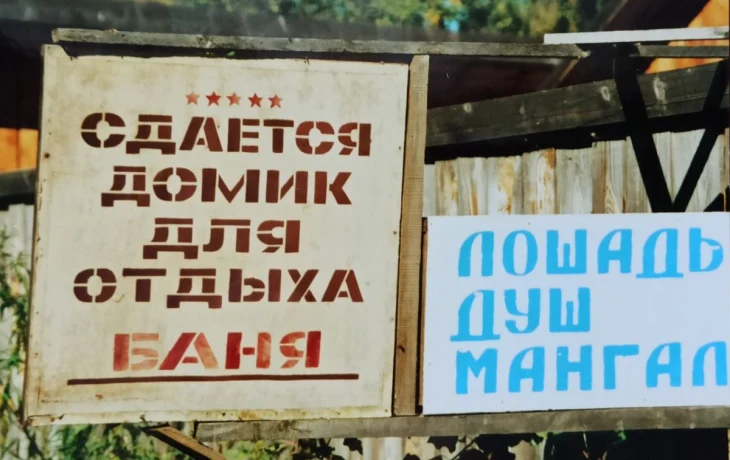 СДАЕТСЯ
ДОМИК
ДЛЯ
ОТДЫХА
БАНЯ
ЛОШАДЬ
ДУШ
МАНГАЛ